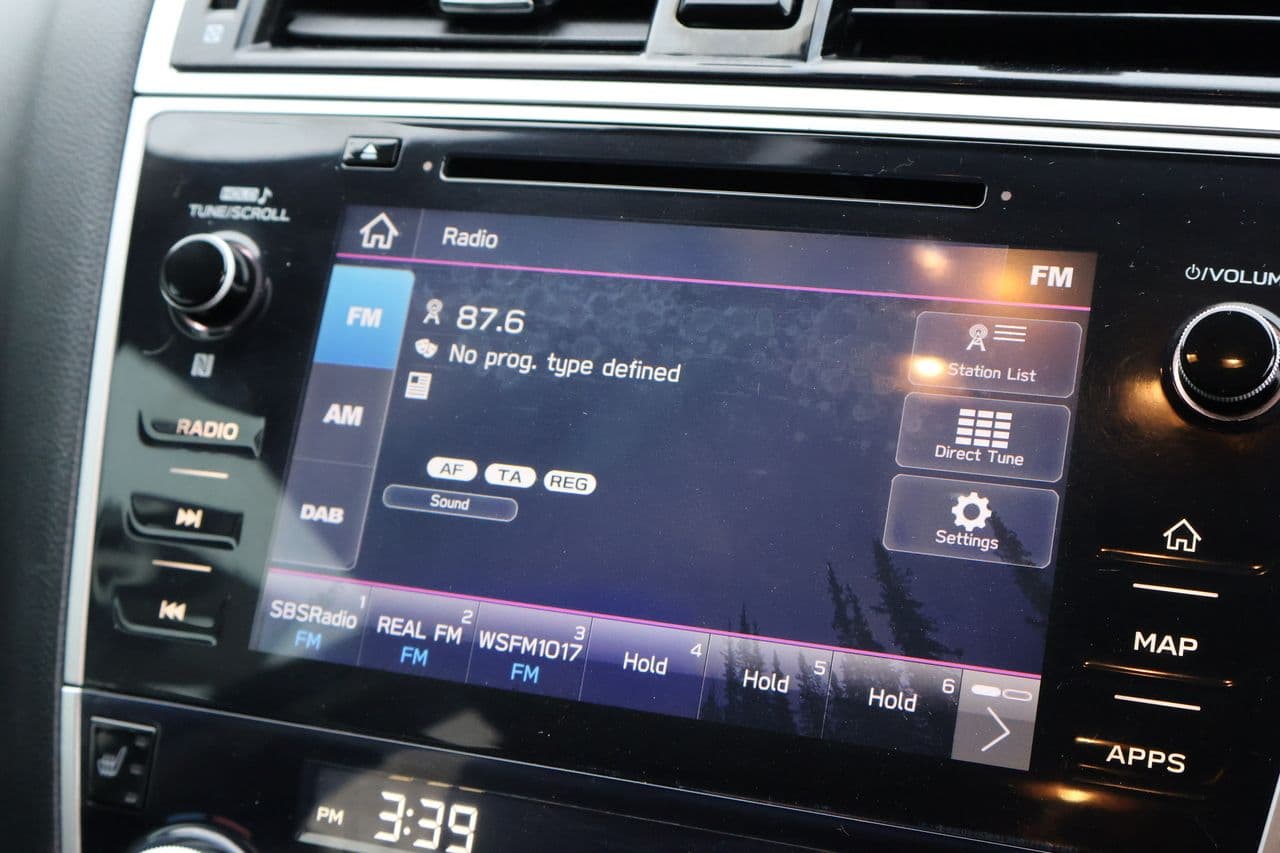 HOLD ♪
TUNE/SCROLL
Radio
FM
⏻/VOLUM
FM
87.6
No prog. type defined
Station List
AM
Direct Tune
RADIO
AF TA REG
Sound
DAB
Settings
SBSRadio 1
FM
REAL FM 2
FM
WSFM1017 3
FM
Hold 4
Hold 5
Hold 6
MAP
APPS
PM 3:39